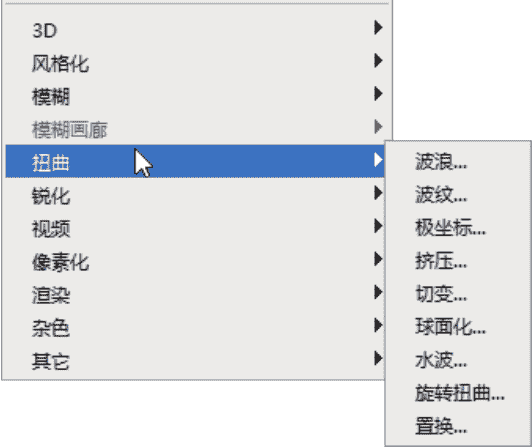 3D
风格化
模糊
模糊画廊
扭曲
锐化
视频
像素化
渲染
杂色
其它
波浪...
波纹...
极坐标...
挤压...
切变...
球面化...
水波...
旋转扭曲...
置换...